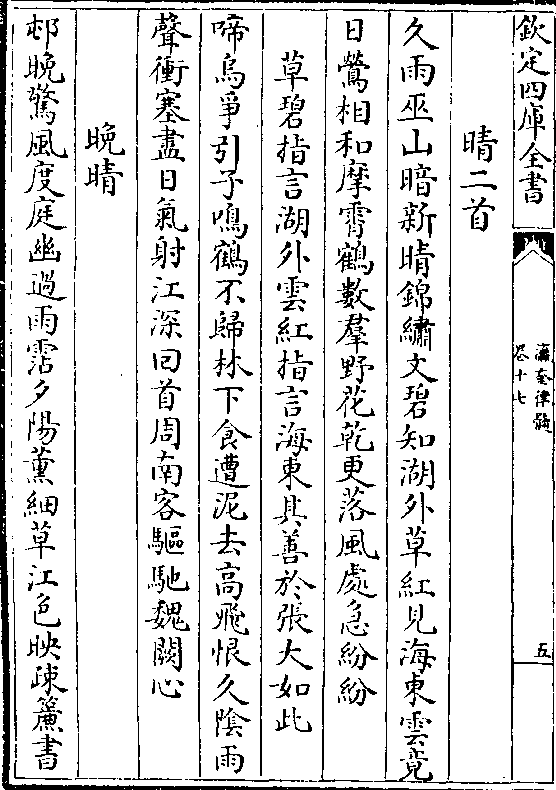 欽定四庫全書
瀛奎律髓
卷十七
五
晴二首
久雨巫山暗新晴錦繡文碧知湖外草紅見海東雲竟
日鶯相和摩霄鶴數羣野花乾更落風處急紛紛
草碧指言湖外雲紅指言海東其善於張大如此
啼烏爭引子鳴鶴不歸林下食遭泥去高飛恨久陰雨
聲衝塞盡日氣射江深回首周南客驅馳魏闕心
晚晴
邨晚驚風度庭幽過雨霑夕陽薫細草江色映疎簾書